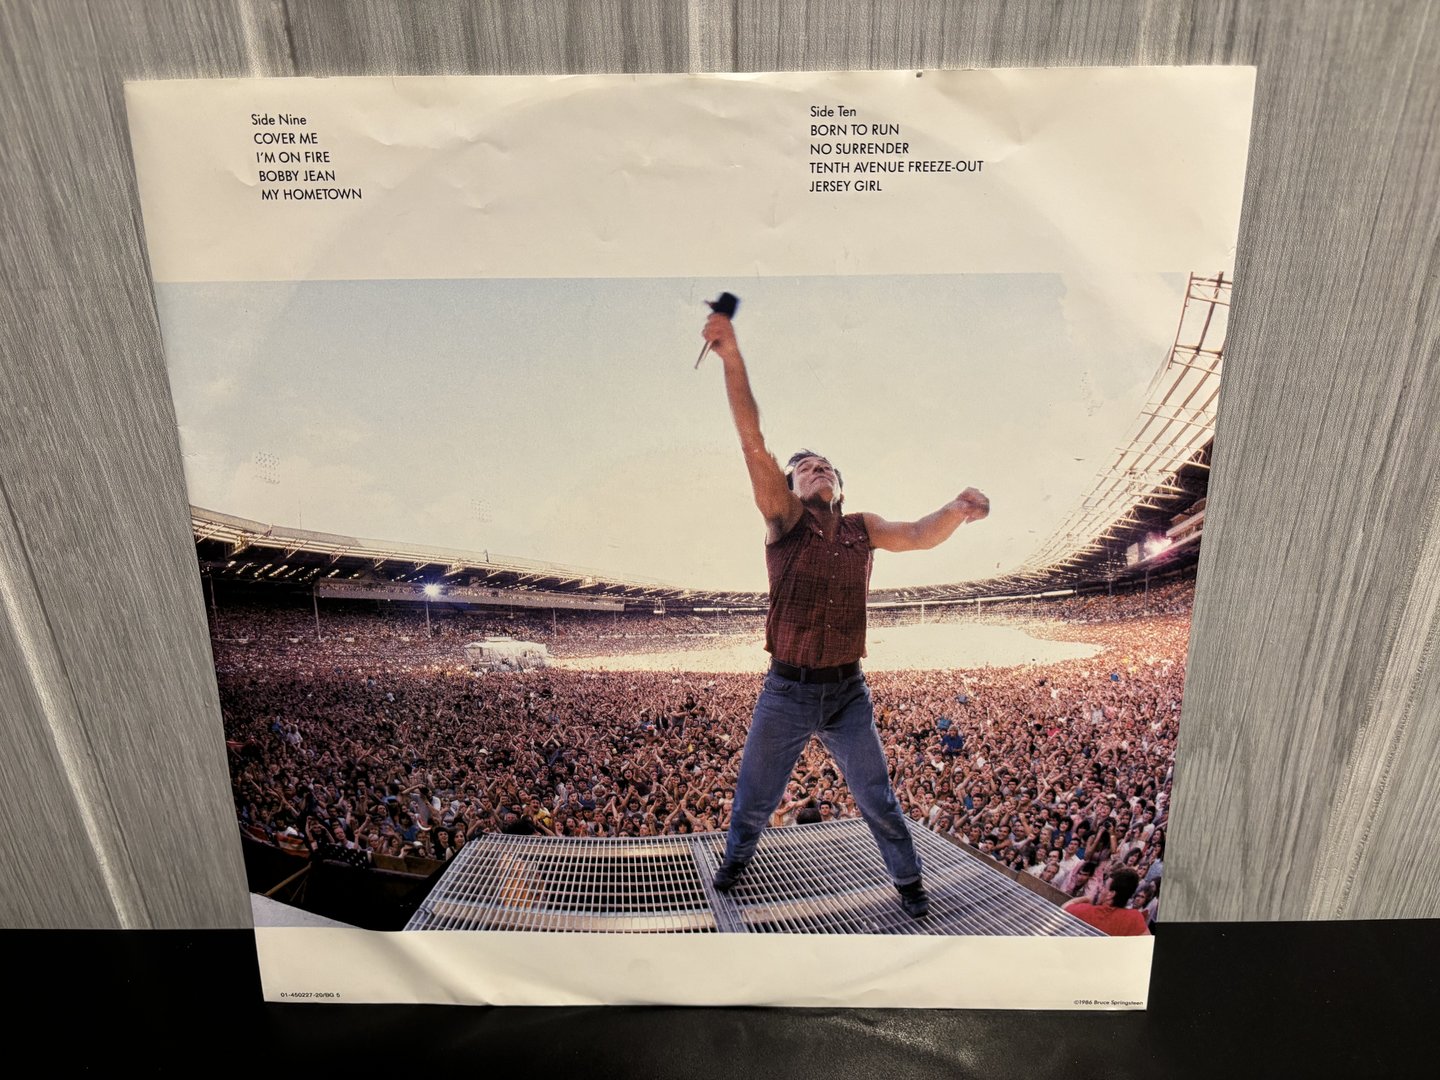 Side Nine
COVER ME
I'M ON FIRE
BOBBY JEAN
MY HOMETOWN
Side Ten
BORN TO RUN
NO SURRENDER
TENTH AVENUE FREEZE-OUT
JERSEY GIRL
01-450227-20/BG 5
©1986 Bruce Springsteen